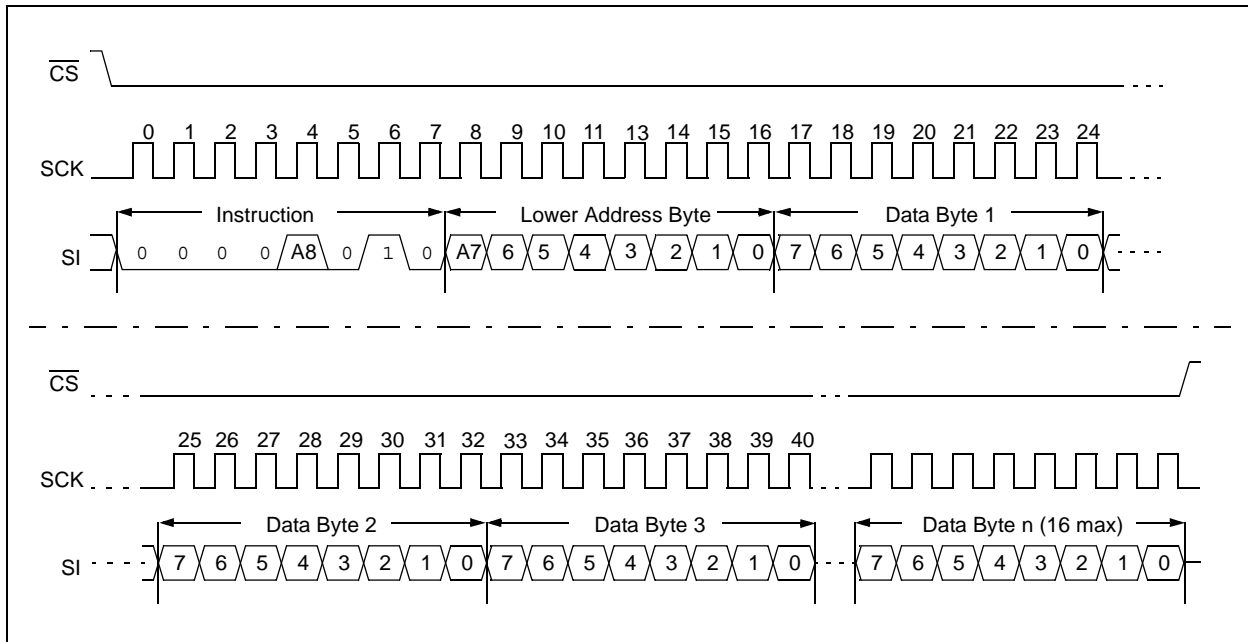 CS
0 1 2 3 4 5 6 7 8 9 10 11 13 14 15 16 17 18 19 20 21 22 23 24
SCK
Instruction Lower Address Byte Data Byte 1
SI 0 0 0 0 A8 0 1 0 A7 6 5 4 3 2 1 0 7 6 5 4 3 2 1 0
CS
25 26 27 28 29 30 31 32 33 34 35 36 37 38 39 40
SCK
Data Byte 2 Data Byte 3 Data Byte n (16 max)
SI 7 6 5 4 3 2 1 0 7 6 5 4 3 2 1 0 7 6 5 4 3 2 1 0